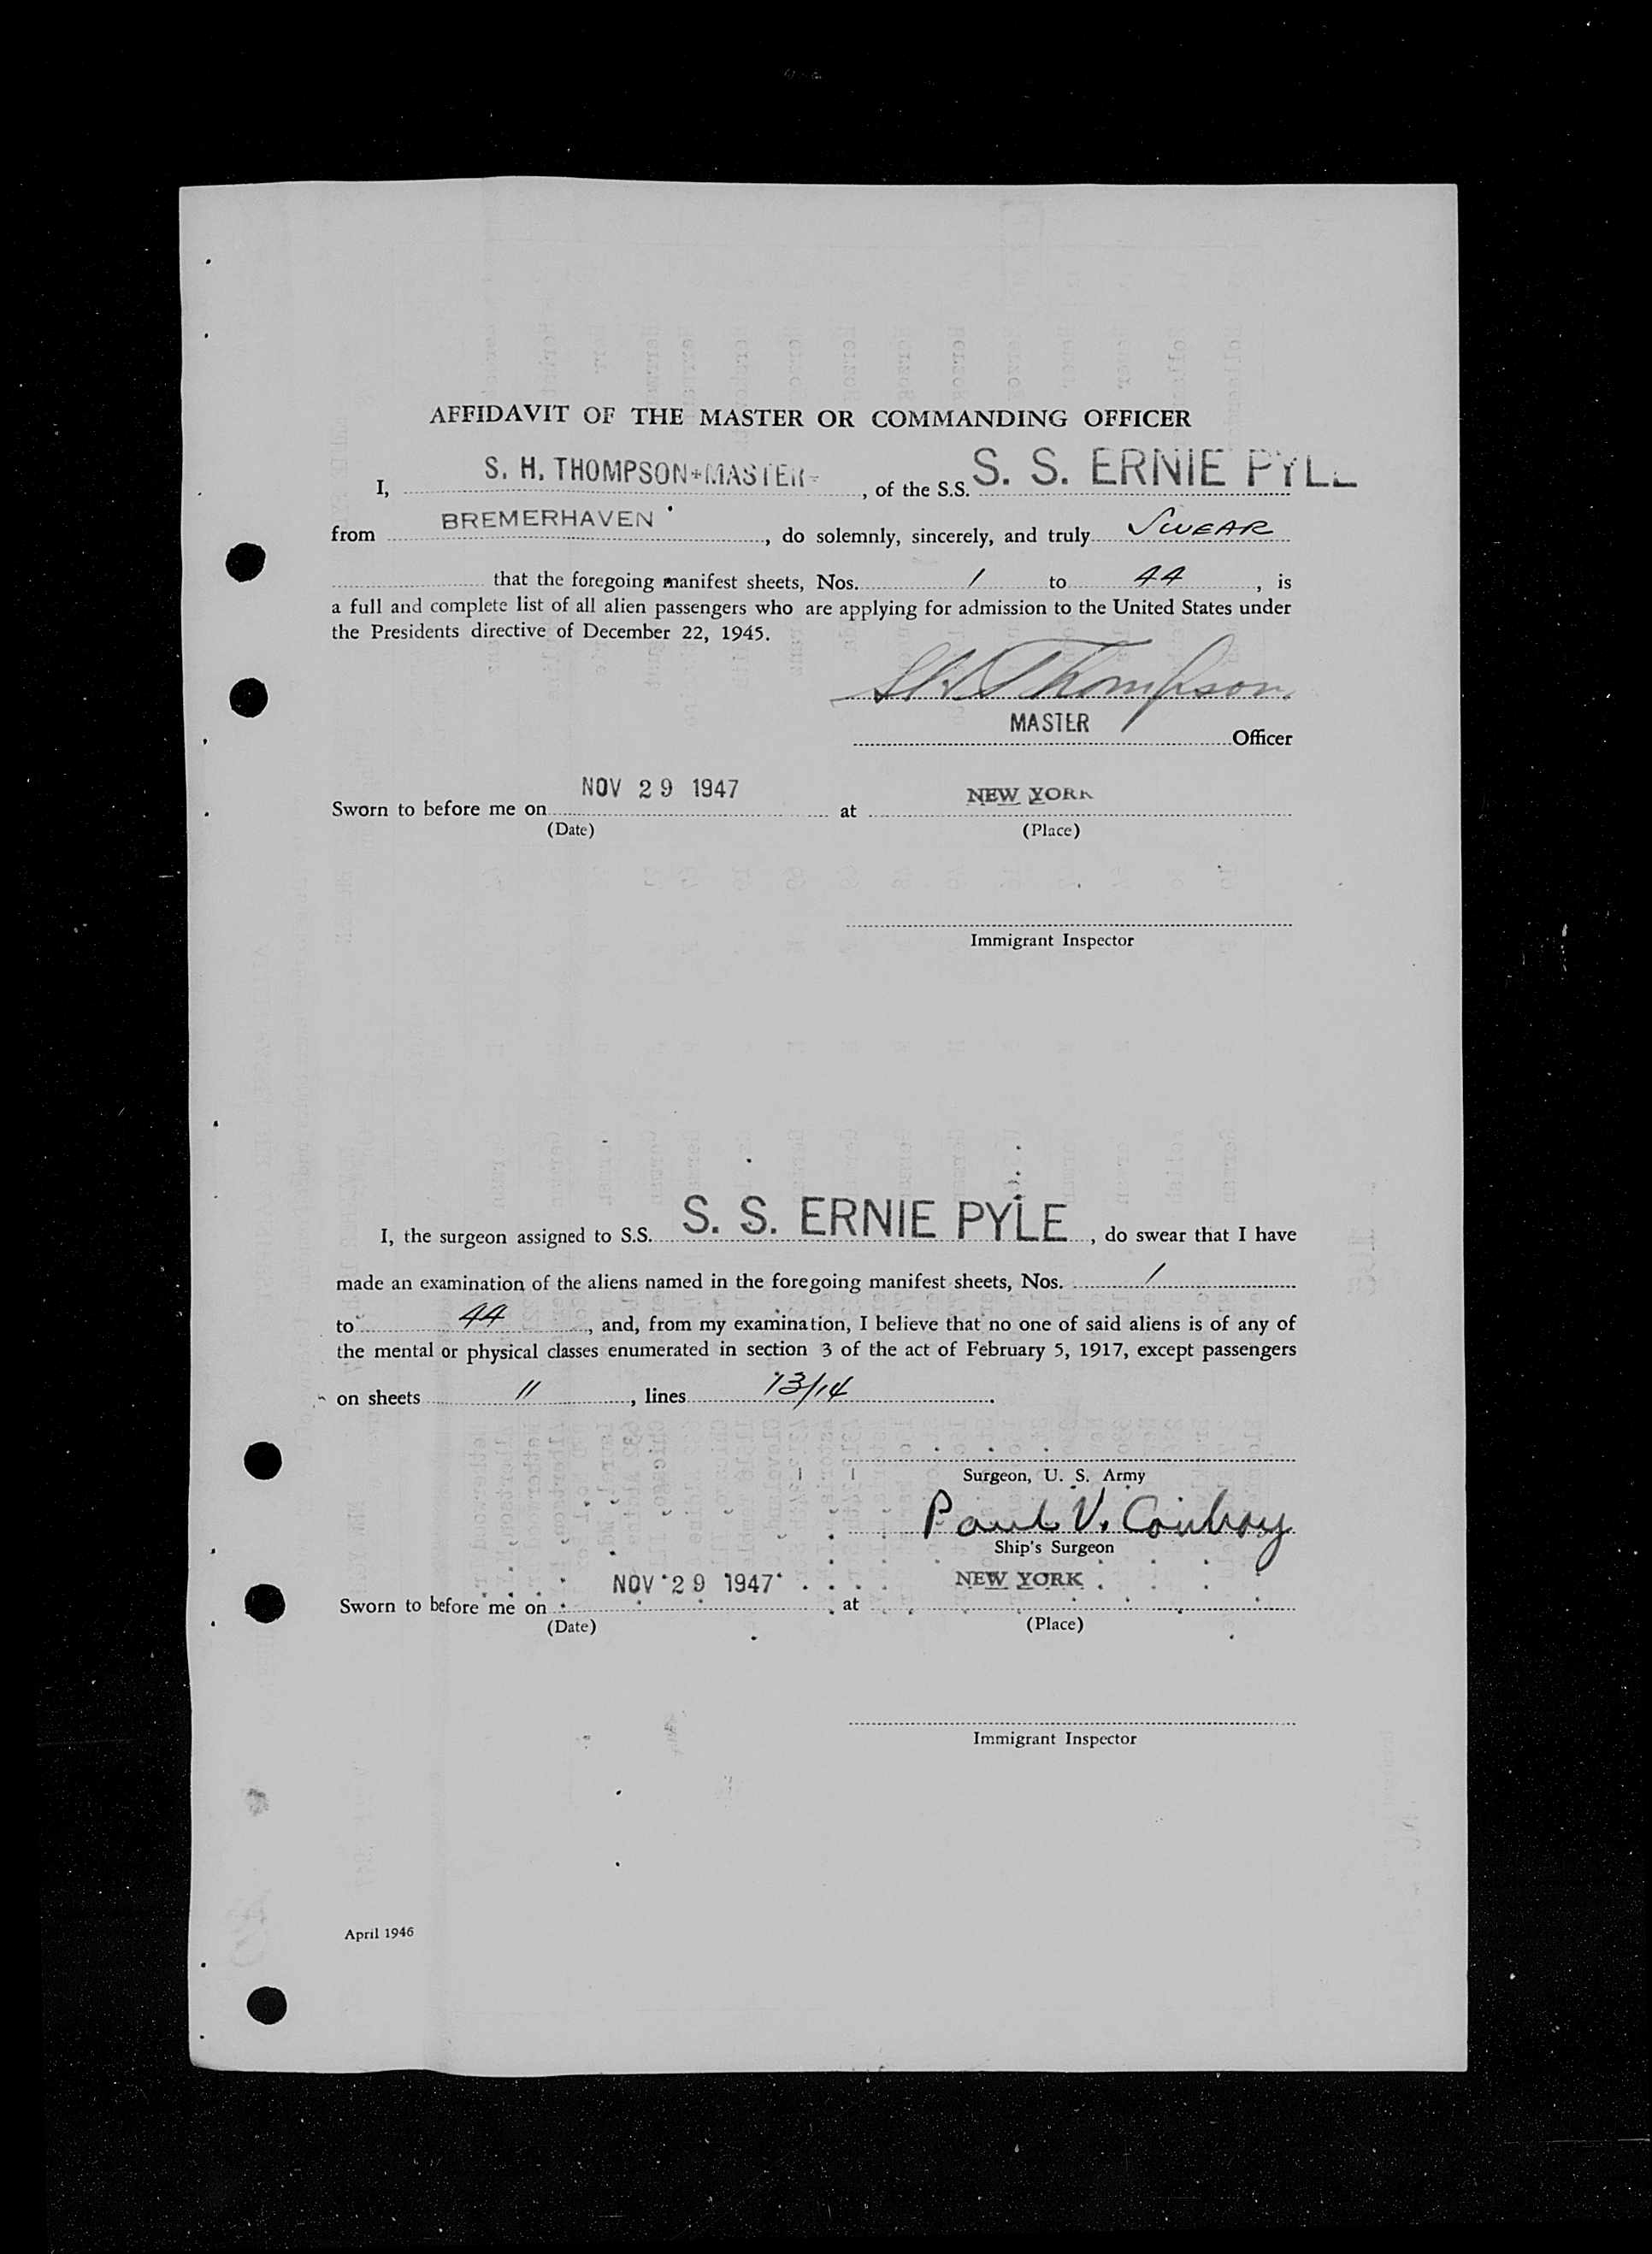 AFFIDAVIT OF THE MASTER OR COMMANDING OFFICER
I, S. H. THOMPSON-MASTER- , of the S.S. S. S. ERNIE PYLE
from BREMERHAVEN , do solemnly, sincerely, and truly SWEAR
that the foregoing manifest sheets, Nos. 1 to 44 , is
a full and complete list of all alien passengers who are applying for admission to the United States under
the Presidents directive of December 22, 1945.
S H Thompson
MASTER
Officer
Sworn to before me on NOV 29 1947 at NEW YORK
(Date) (Place)
Immigrant Inspector
I, the surgeon assigned to S.S. S. S. ERNIE PYLE , do swear that I have
made an examination of the aliens named in the foregoing manifest sheets, Nos. 1
to 44 , and, from my examination, I believe that no one of said aliens is of any of
the mental or physical classes enumerated in section 3 of the act of February 5, 1917, except passengers
on sheets 11 , lines 13/14 .
Surgeon, U. S. Army
Paul V. Conboy
Ship's Surgeon
Sworn to before me on NOV 29 1947 at NEW YORK
(Date) (Place)
Immigrant Inspector
April 1946